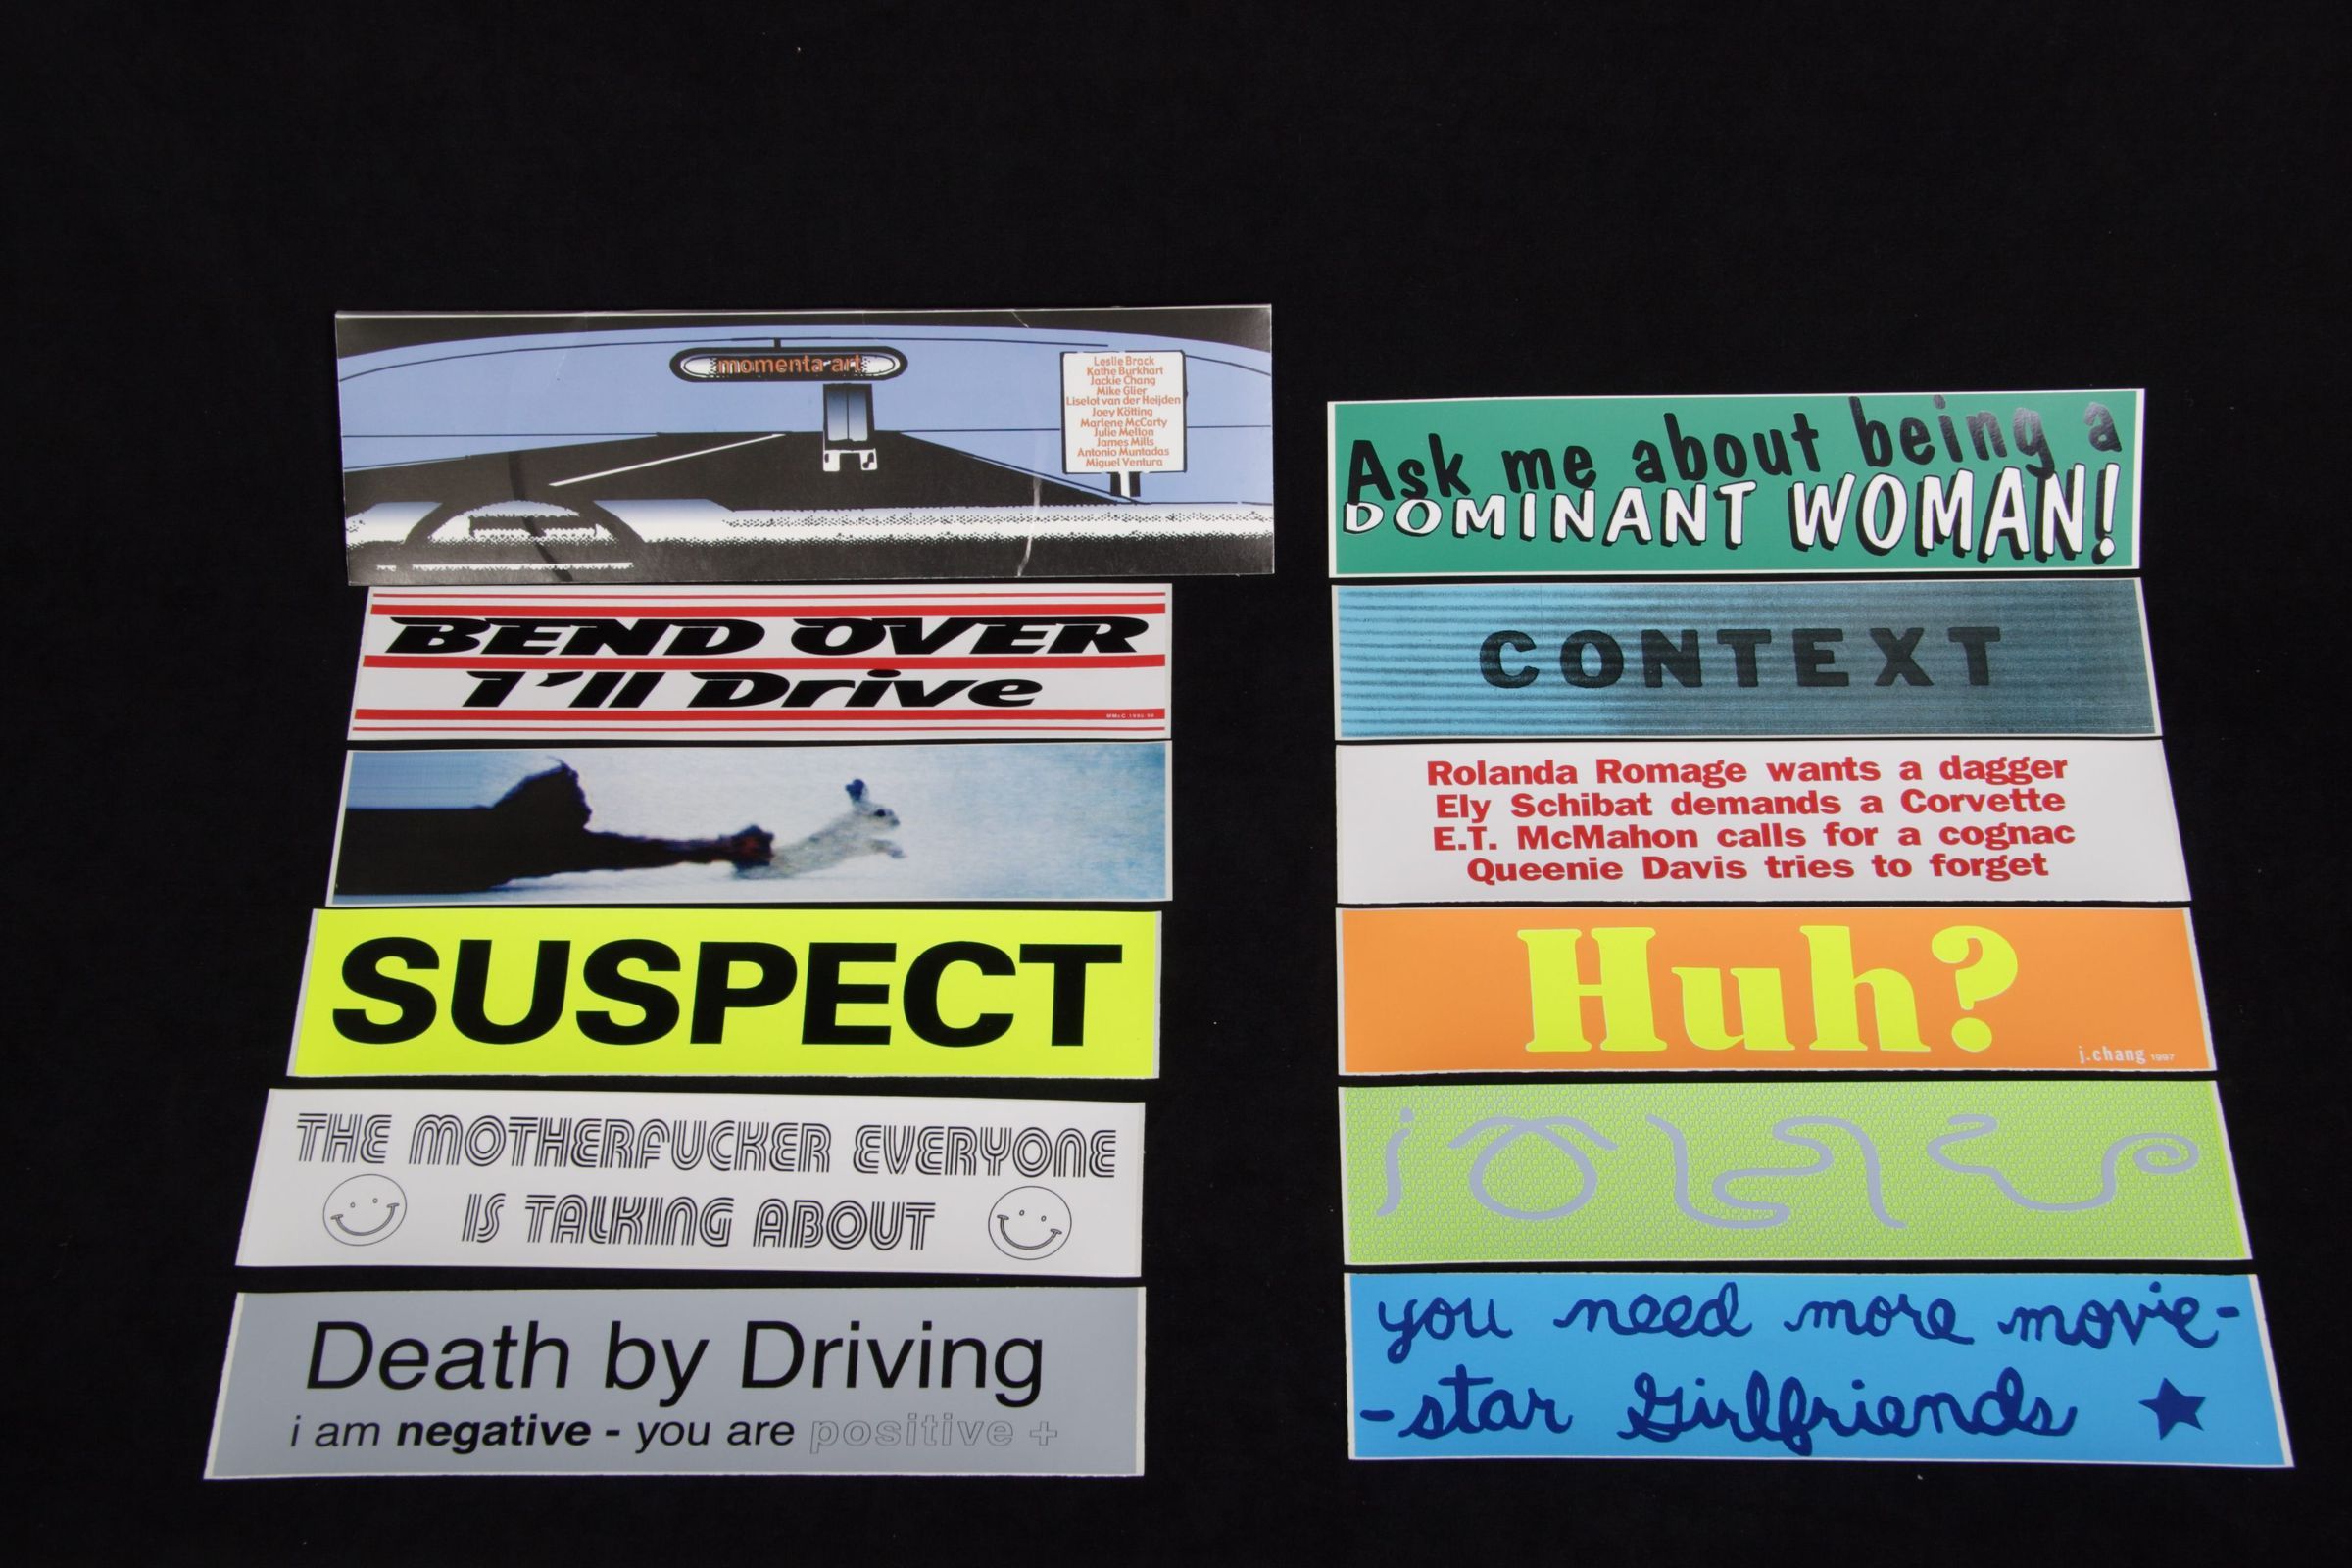 momenta art
Leslie Brack
Kathe Burkhart
Jackie Chang
Mike Glier
Liselot van der Heijden
Joey Kötting
Marlene McCarty
Julie Melton
James Mills
Antonio Muntadas
Miguel Ventura
BEND OVER
I'll Drive
SUSPECT
THE MOTHERFUCKER EVERYONE
IS TALKING ABOUT
Death by Driving
i am negative - you are positive +
Ask me about being a
DOMINANT WOMAN!
CONTEXT
Rolanda Romage wants a dagger
Ely Schibat demands a Corvette
E.T. McMahon calls for a cognac
Queenie Davis tries to forget
Huh?
j.chang 1997
you need more movie-
-star Girlfriends